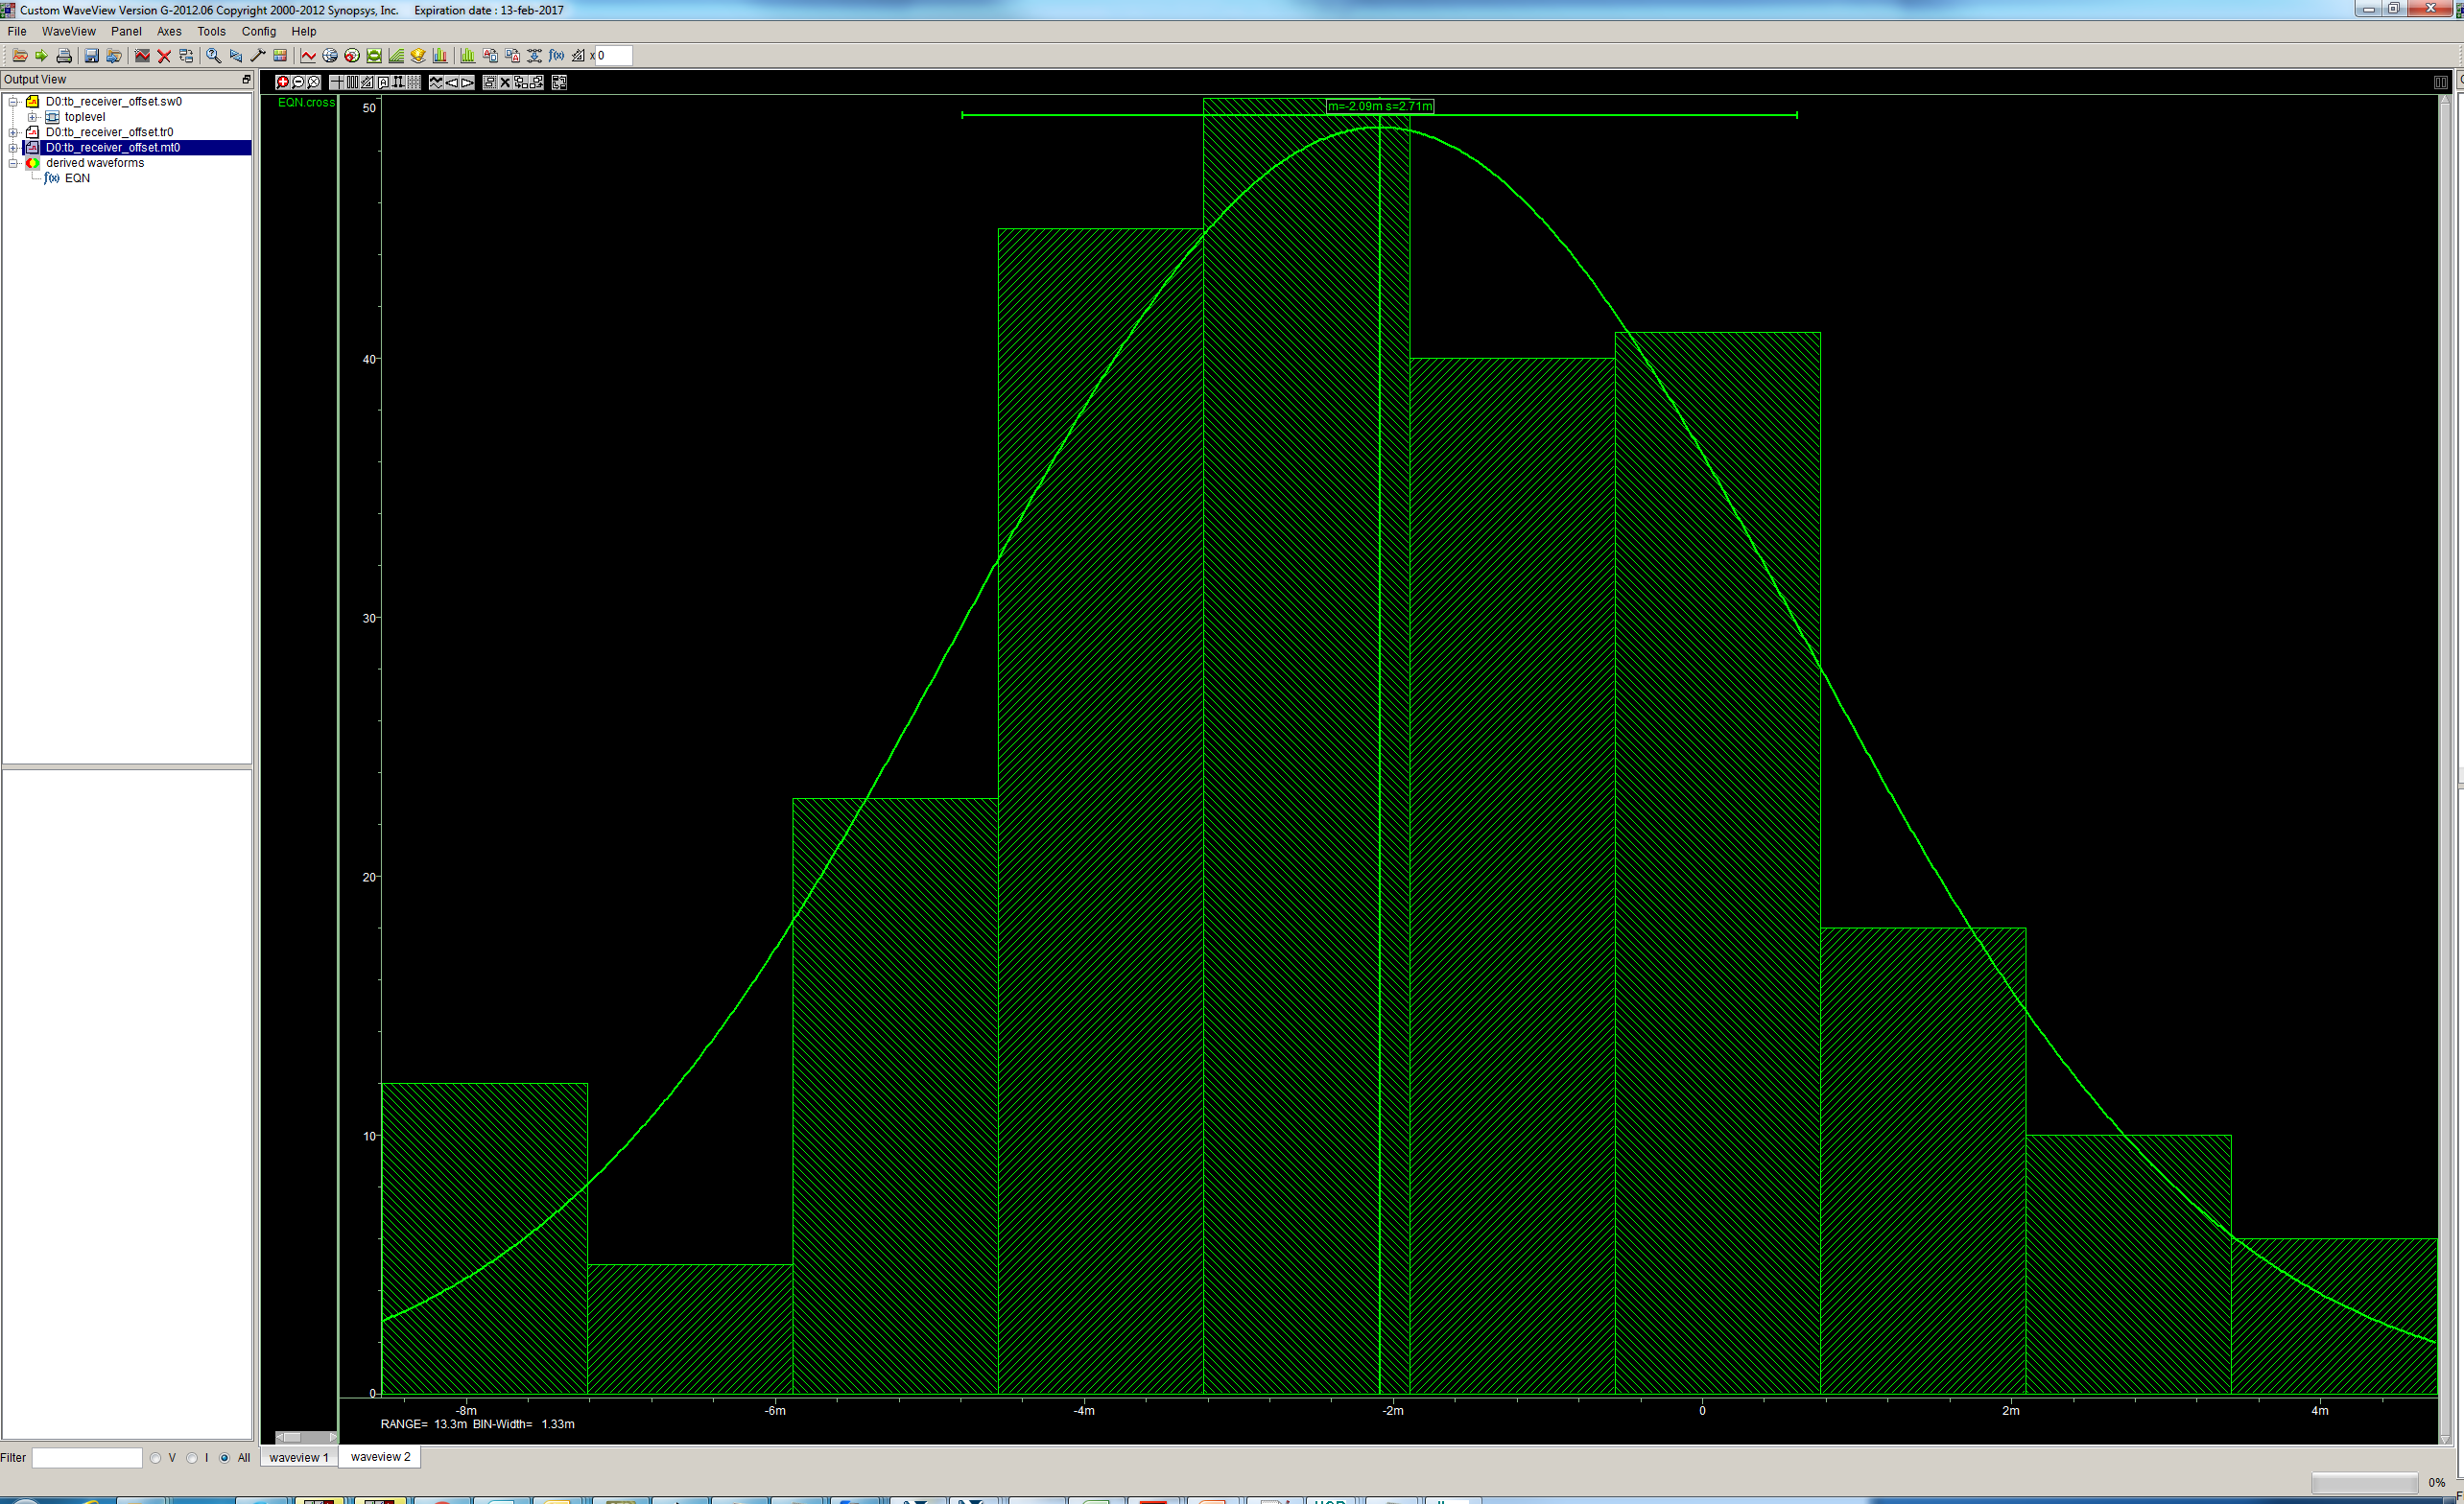 Custom WaveView Version G-2012.06 Copyright 2000-2012 Synopsys, Inc. Expiration date : 13-feb-2017
File WaveView Panel Axes Tools Config Help
x 0
Output View
D0:tb_receiver_offset.sw0
toplevel
D0:tb_receiver_offset.tr0
D0:tb_receiver_offset.mt0
derived waveforms
f(x) EQN
EQN.cross
m=-2.09m s=2.71m
50
40
30
20
10
0
-8m -6m -4m -2m 0 2m 4m
RANGE= 13.3m BIN-Width= 1.33m
Filter V I All
waveview 1 waveview 2
0%